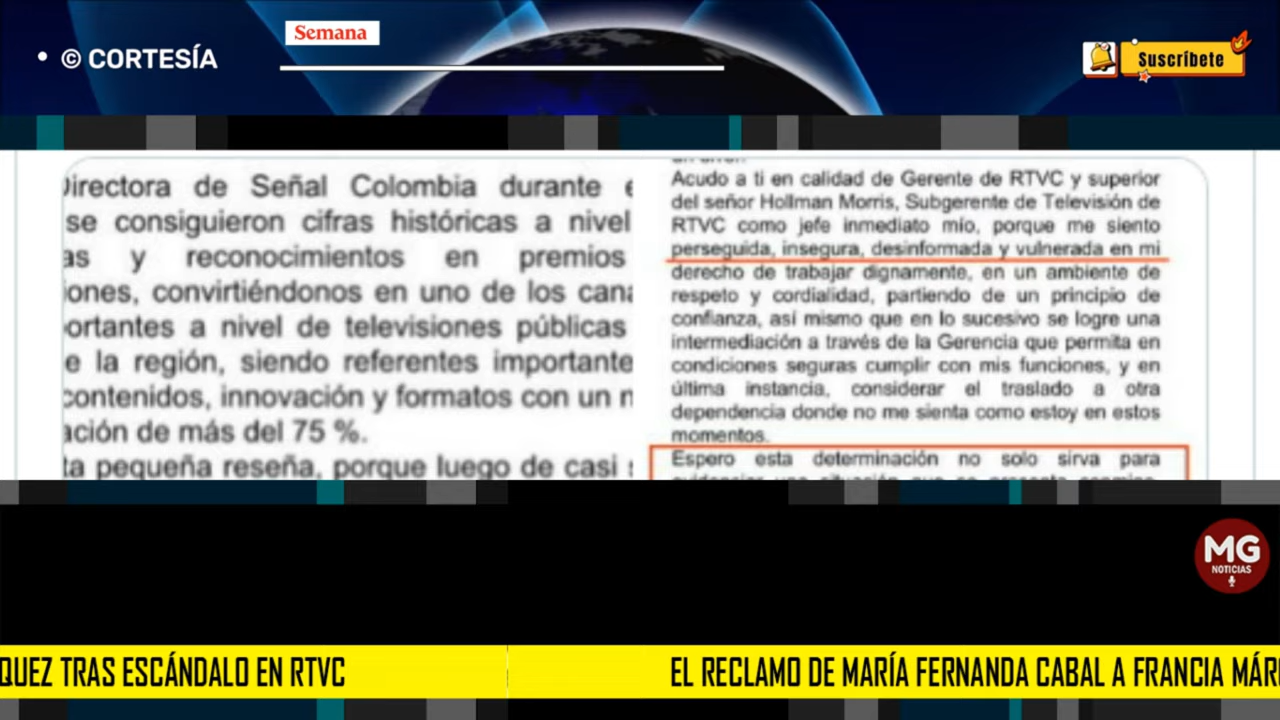 • © CORTESÍA
Semana
Suscríbete
Directora de Señal Colombia durante e
se consiguieron cifras históricas a nivel
as y reconocimientos en premios
iones, convirtiéndonos en uno de los cana
ortantes a nivel de televisiones públicas
e la región, siendo referentes importante
contenidos, innovación y formatos con un n
ación de más del 75 %.
ta pequeña reseña, porque luego de casi s
Acudo a ti en calidad de Gerente de RTVC y superior
del señor Hollman Morris, Subgerente de Televisión de
RTVC como jefe inmediato mío, porque me siento
perseguida, insegura, desinformada y vulnerada en mi
derecho de trabajar dignamente, en un ambiente de
respeto y cordialidad, partiendo de un principio de
confianza, así mismo que en lo sucesivo se logre una
intermediación a través de la Gerencia que permita en
condiciones seguras cumplir con mis funciones, y en
última instancia, considerar el traslado a otra
dependencia donde no me sienta como estoy en estos
momentos.
Espero esta determinación no solo sirva para
MG
NOTICIAS
QUEZ TRAS ESCÁNDALO EN RTVC
EL RECLAMO DE MARÍA FERNANDA CABAL A FRANCIA MÁR